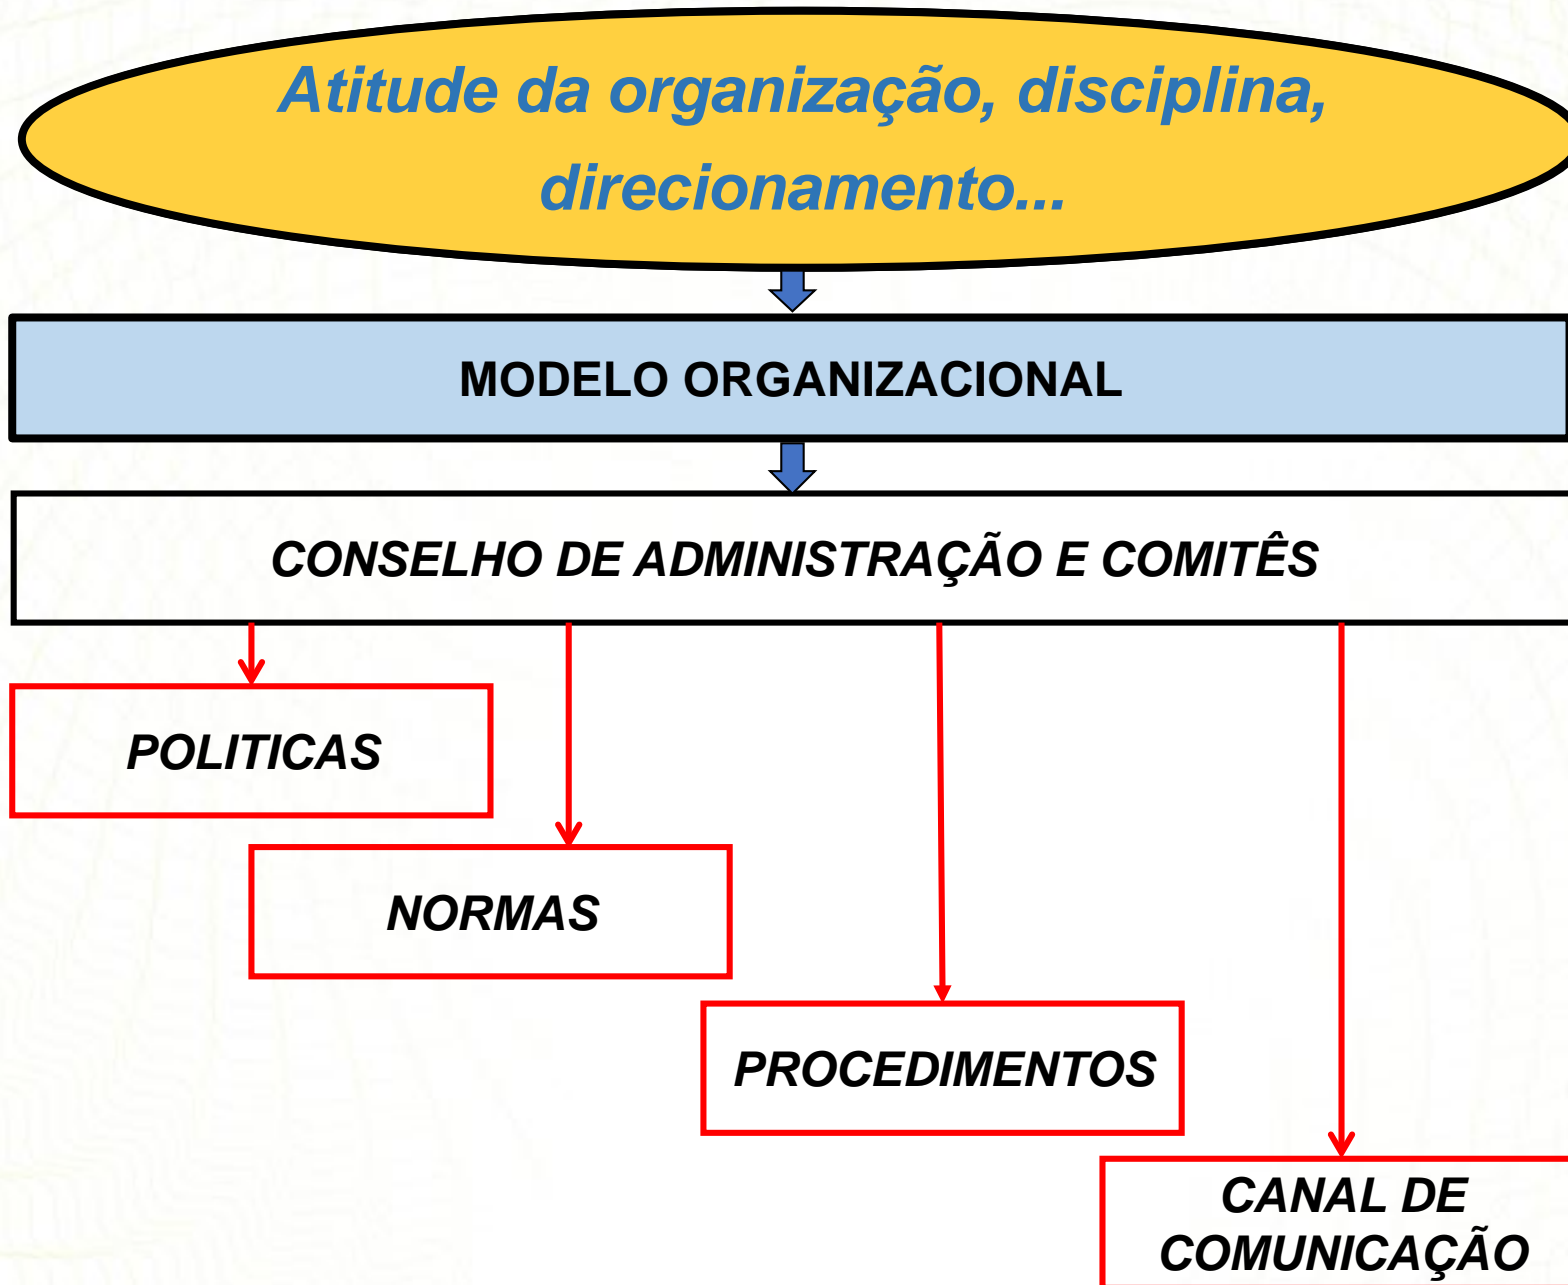 Atitude da organização, disciplina,
direcionamento...
MODELO ORGANIZACIONAL
CONSELHO DE ADMINISTRAÇÃO E COMITÊS
POLITICAS
NORMAS
PROCEDIMENTOS
CANAL DE
COMUNICAÇÃO